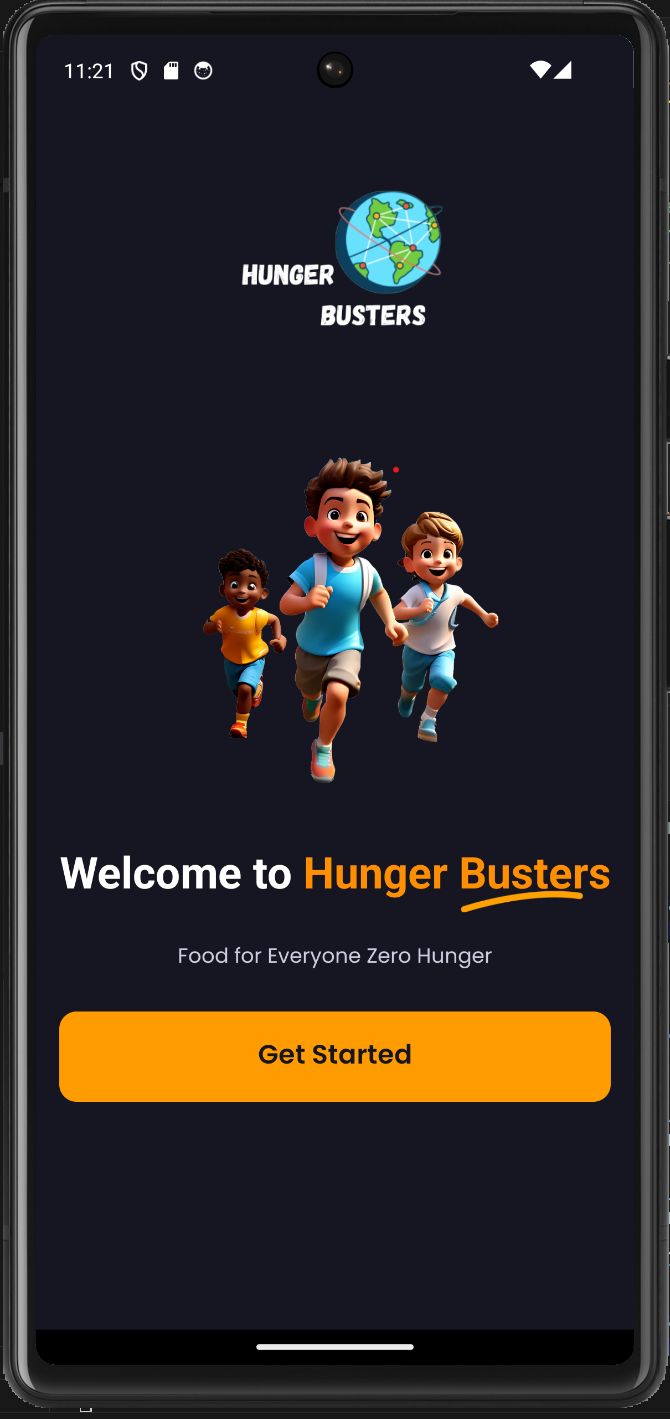 11:21
HUNGER
BUSTERS
Welcome to Hunger Busters
Food for Everyone Zero Hunger
Get Started